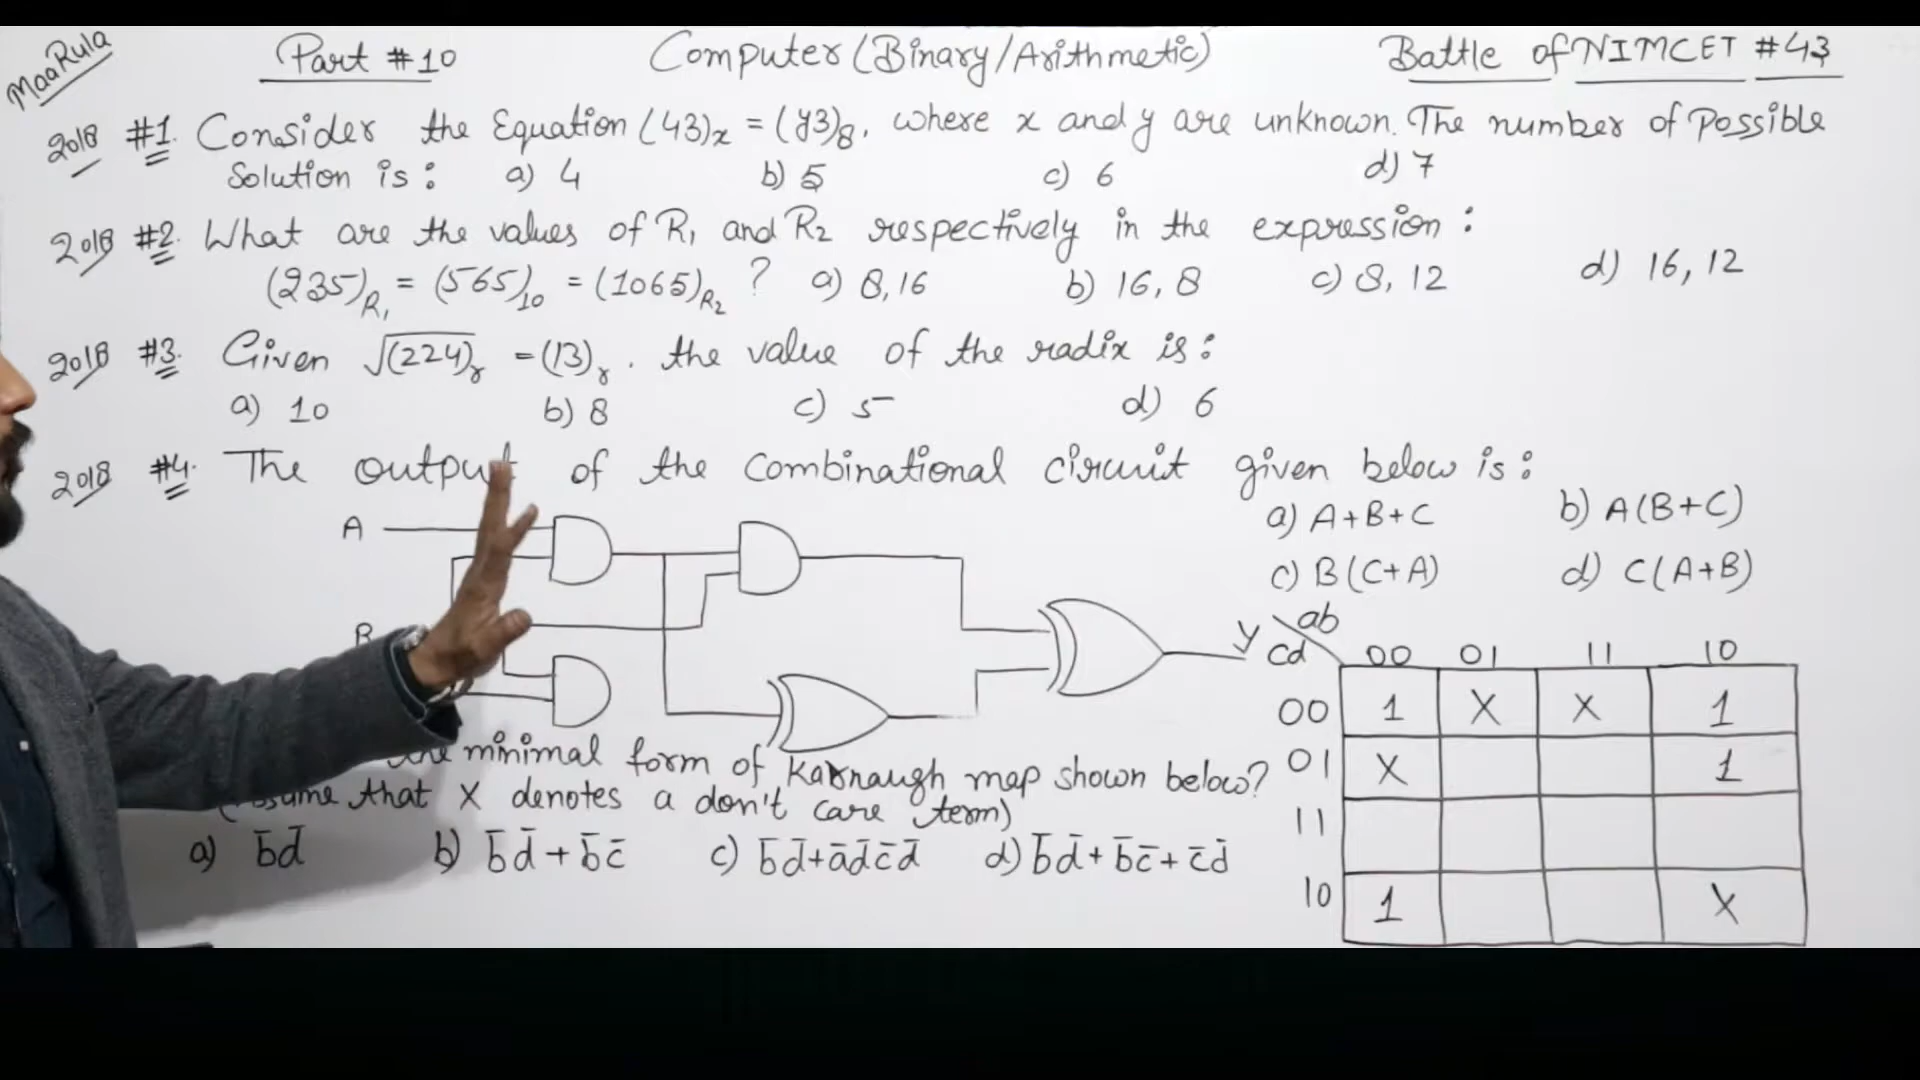 MaaRula
Part #10 Computer (Binary/Arithmetic) Battle of NIMCET #43
2018 #1. Consider the Equation (43)x = (y3)8, where x and y are unknown. The number of Possible
Solution is: a) 4 b) 5 c) 6 d) 7
2018 #2. What are the values of R1 and R2 respectively in the expression:
(235)R1 = (565)10 = (1065)R2 ? a) 8,16 b) 16, 8 c) 8, 12 d) 16, 12
2018 #3. Given √(224)r = (13)r. the value of the radix is:
a) 10 b) 8 c) 5 d) 6
2018 #4. The output of the Combinational circuit given below is:
a) A+B+C b) A(B+C)
c) B(C+A) d) C(A+B)
A
B
y
ab
cd 00 01 11 10
00 1 X X 1
01 X 1
11
10 1 X
the minimal form of Karnaugh map shown below?
that X denotes a don't care term)
a) b̅d̅ b) b̅d̅ + b̅c̅ c) b̅d̅+a̅d̅c̅d̅ d) b̅d̅+ b̅c̅+ c̅d̅